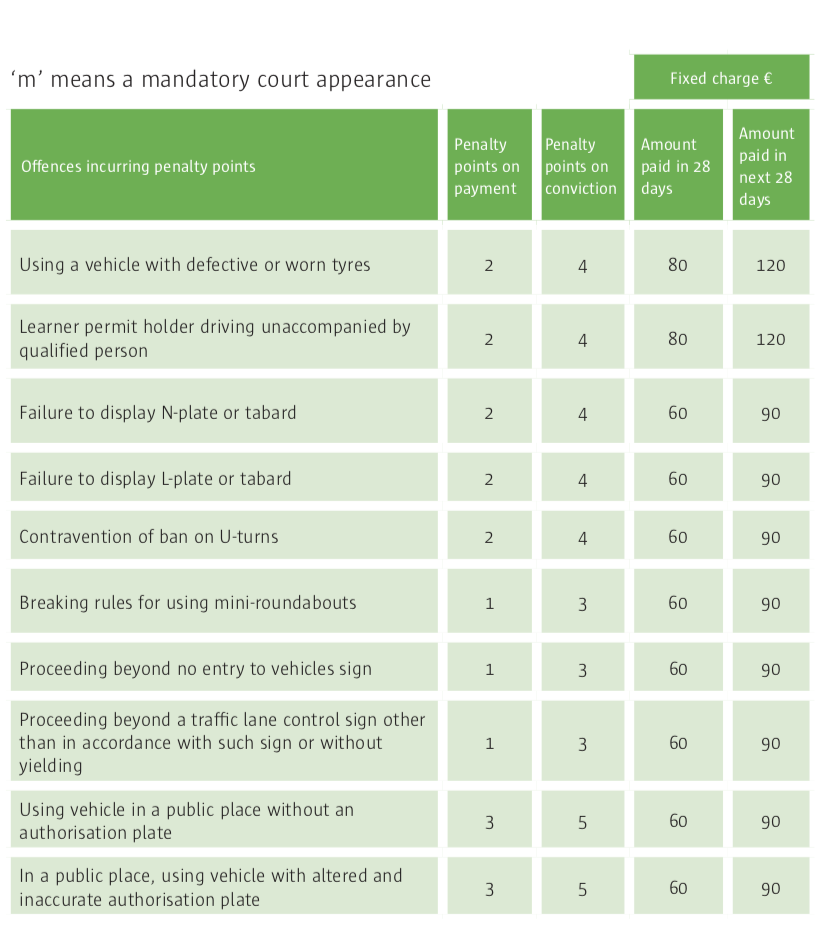 ‘m’ means a mandatory court appearance
Fixed charge €
Offences incurring penalty points
Penalty
points on
payment
Penalty
points on
conviction
Amount
paid in 28
days
Amount
paid in
next 28
days
Using a vehicle with defective or worn tyres
2
4
80
120
Learner permit holder driving unaccompanied by
qualified person
2
4
80
120
Failure to display N-plate or tabard
2
4
60
90
Failure to display L-plate or tabard
2
4
60
90
Contravention of ban on U-turns
2
4
60
90
Breaking rules for using mini-roundabouts
1
3
60
90
Proceeding beyond no entry to vehicles sign
1
3
60
90
Proceeding beyond a traffic lane control sign other
than in accordance with such sign or without
yielding
1
3
60
90
Using vehicle in a public place without an
authorisation plate
3
5
60
90
In a public place, using vehicle with altered and
inaccurate authorisation plate
3
5
60
90